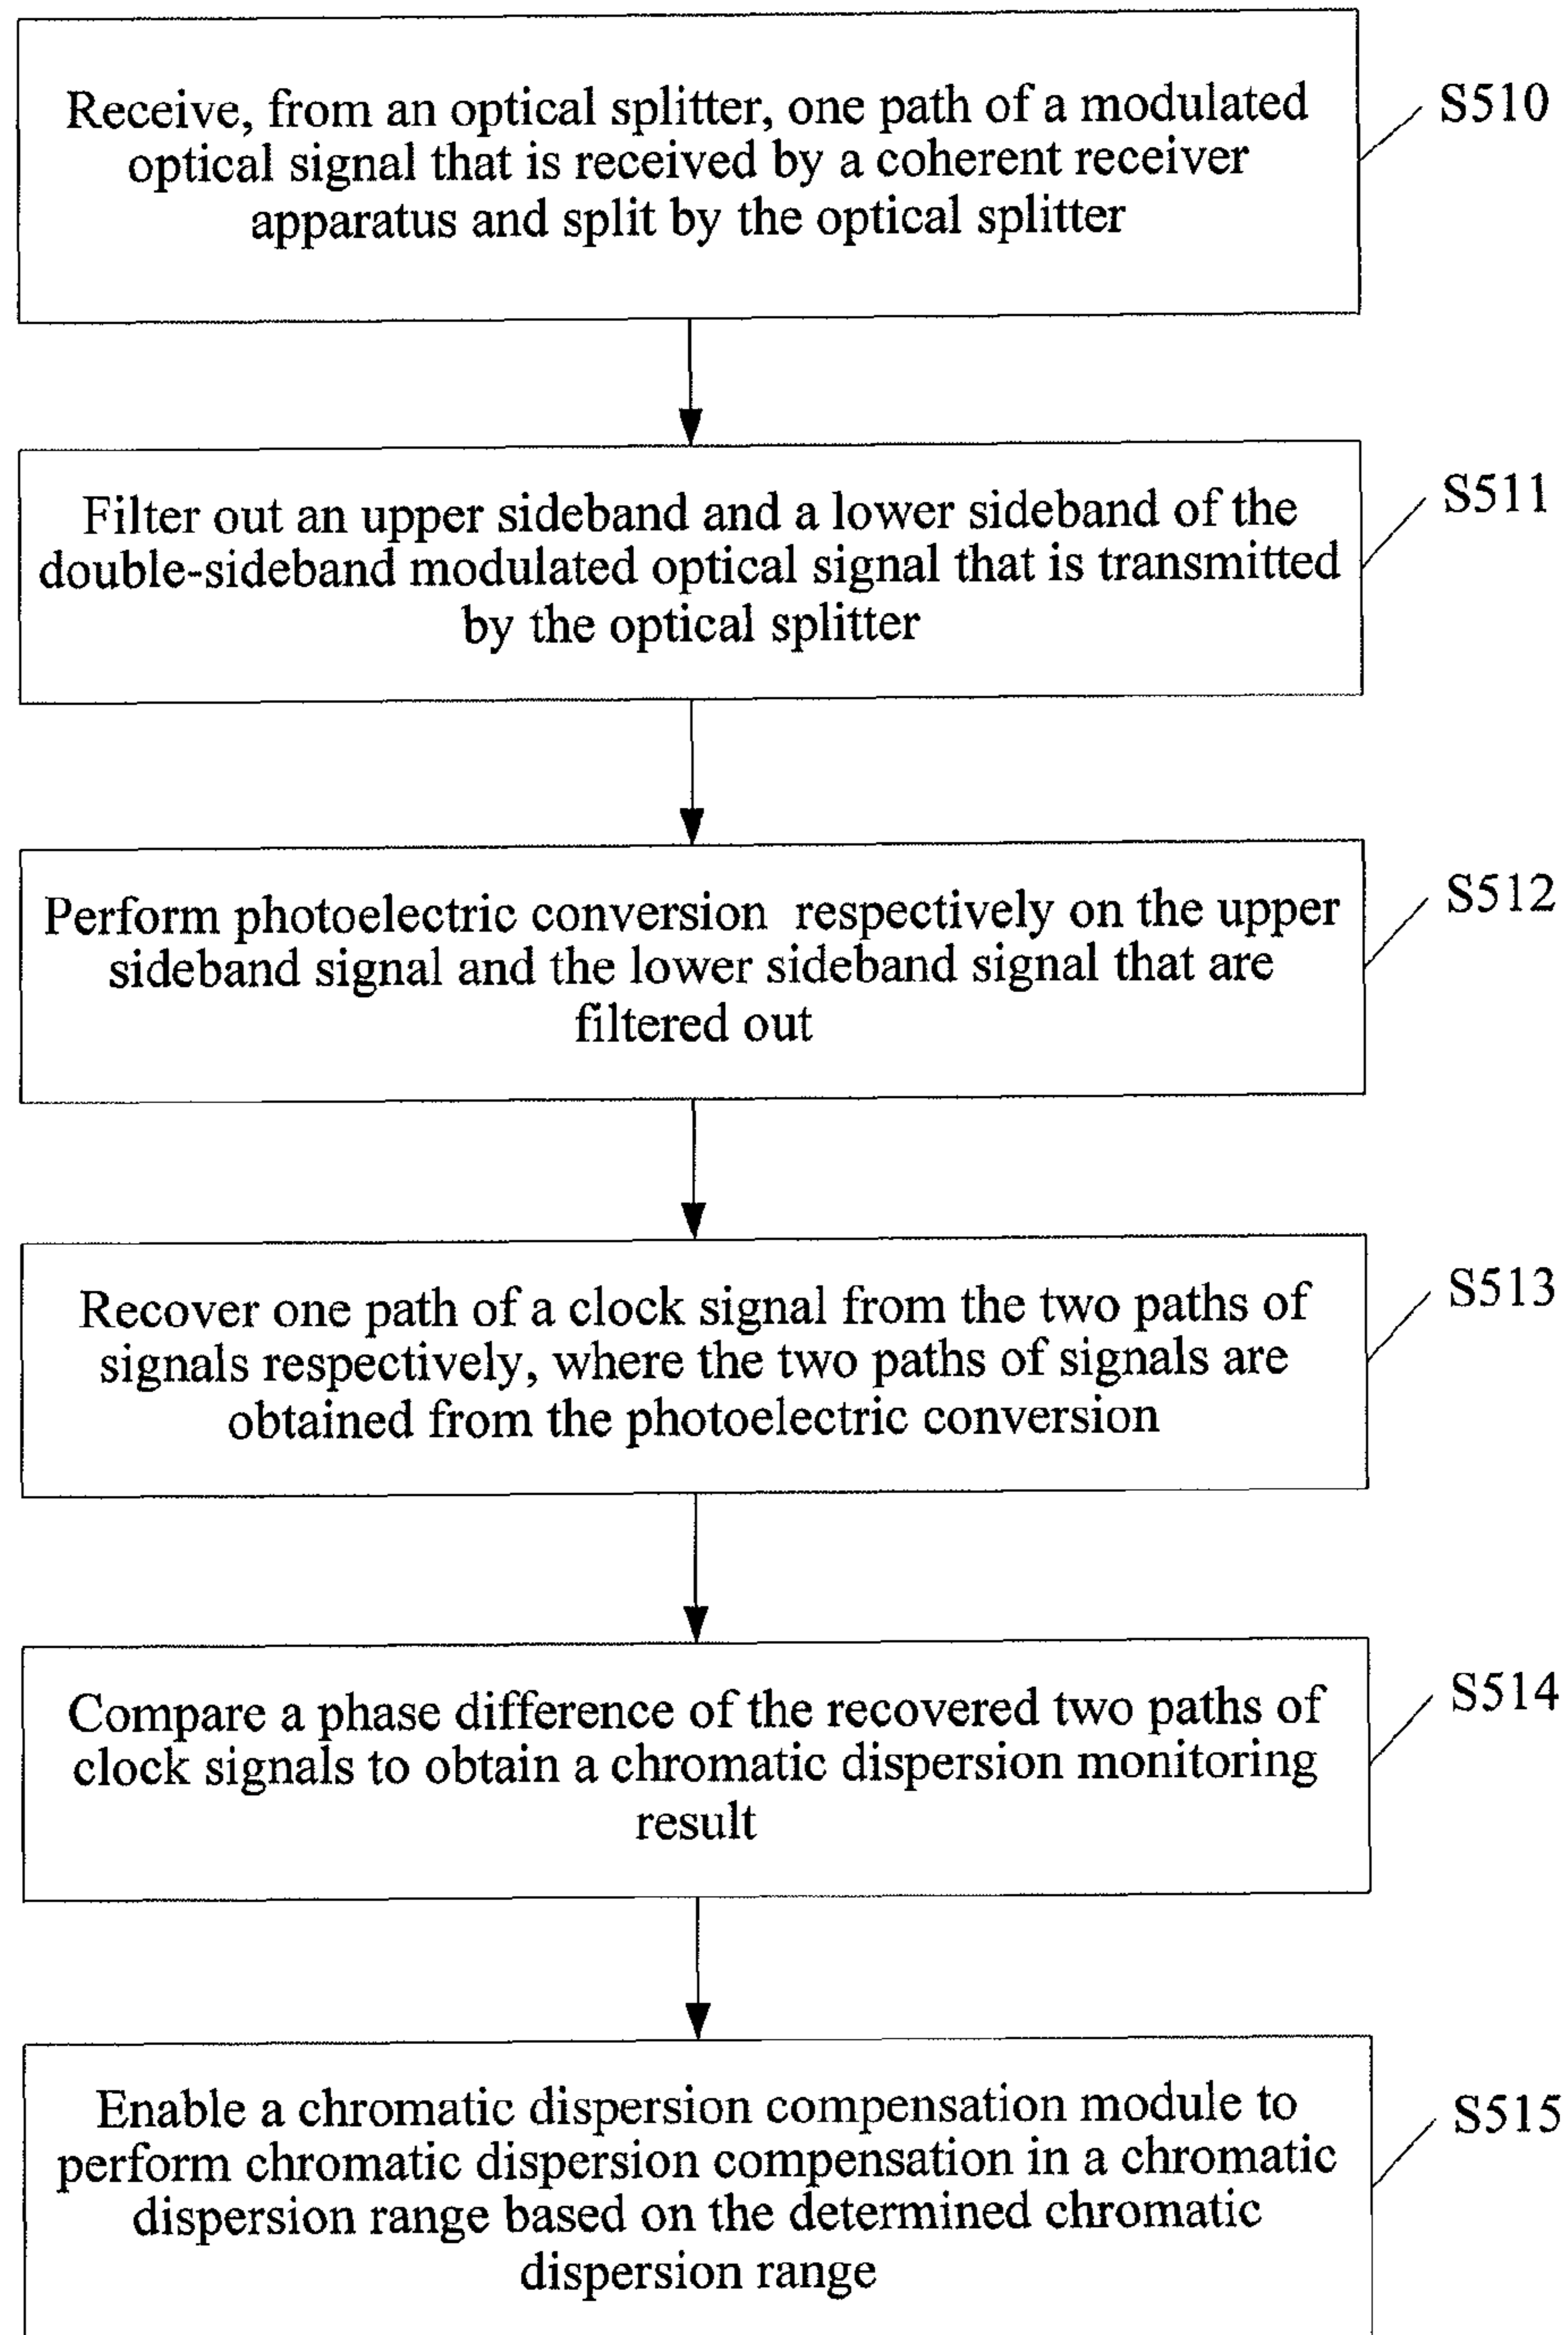 Receive, from an optical splitter, one path of a modulated
optical signal that is received by a coherent receiver
apparatus and split by the optical splitter
S510
Filter out an upper sideband and a lower sideband of the
double-sideband modulated optical signal that is transmitted
by the optical splitter
S511
Perform photoelectric conversion respectively on the upper
sideband signal and the lower sideband signal that are
filtered out
S512
Recover one path of a clock signal from the two paths of
signals respectively, where the two paths of signals are
obtained from the photoelectric conversion
S513
Compare a phase difference of the recovered two paths of
clock signals to obtain a chromatic dispersion monitoring
result
S514
Enable a chromatic dispersion compensation module to
perform chromatic dispersion compensation in a chromatic
dispersion range based on the determined chromatic
dispersion range
S515